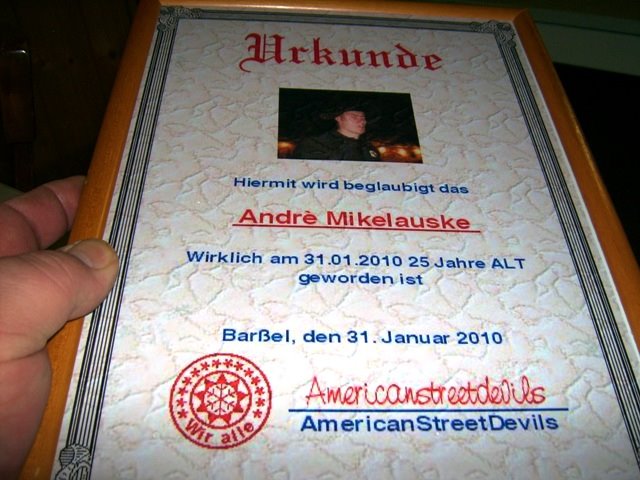 Urkunde
Hiermit wird beglaubigt das
Andrè Mikelauske
Wirklich am 31.01.2010 25 Jahre ALT
geworden ist
Barßel, den 31. Januar 2010
Americanstreetdevils
AmericanStreetDevils
Wir alle